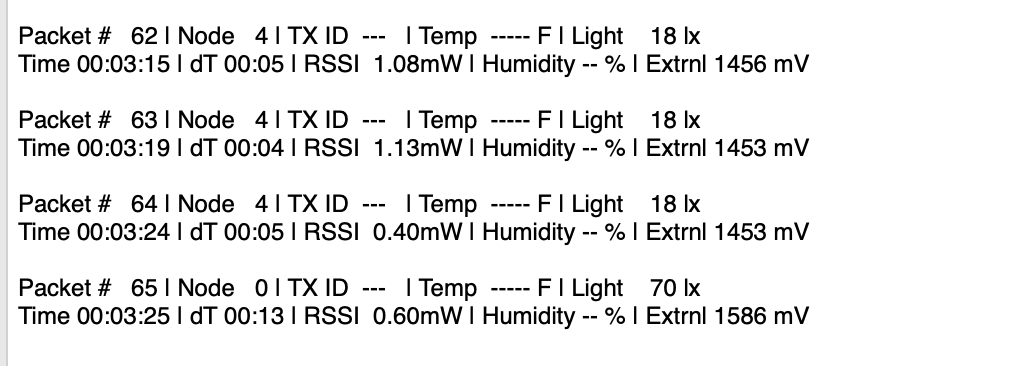 Packet #   62 | Node   4 | TX ID  ---   | Temp  ----- F | Light    18 lx
Time 00:03:15 | dT 00:05 | RSSI  1.08mW | Humidity -- % | Extrnl 1456 mV
Packet #   63 | Node   4 | TX ID  ---   | Temp  ----- F | Light    18 lx
Time 00:03:19 | dT 00:04 | RSSI  1.13mW | Humidity -- % | Extrnl 1453 mV
Packet #   64 | Node   4 | TX ID  ---   | Temp  ----- F | Light    18 lx
Time 00:03:24 | dT 00:05 | RSSI  0.40mW | Humidity -- % | Extrnl 1453 mV
Packet #   65 | Node   0 | TX ID  ---   | Temp  ----- F | Light    70 lx
Time 00:03:25 | dT 00:13 | RSSI  0.60mW | Humidity -- % | Extrnl 1586 mV